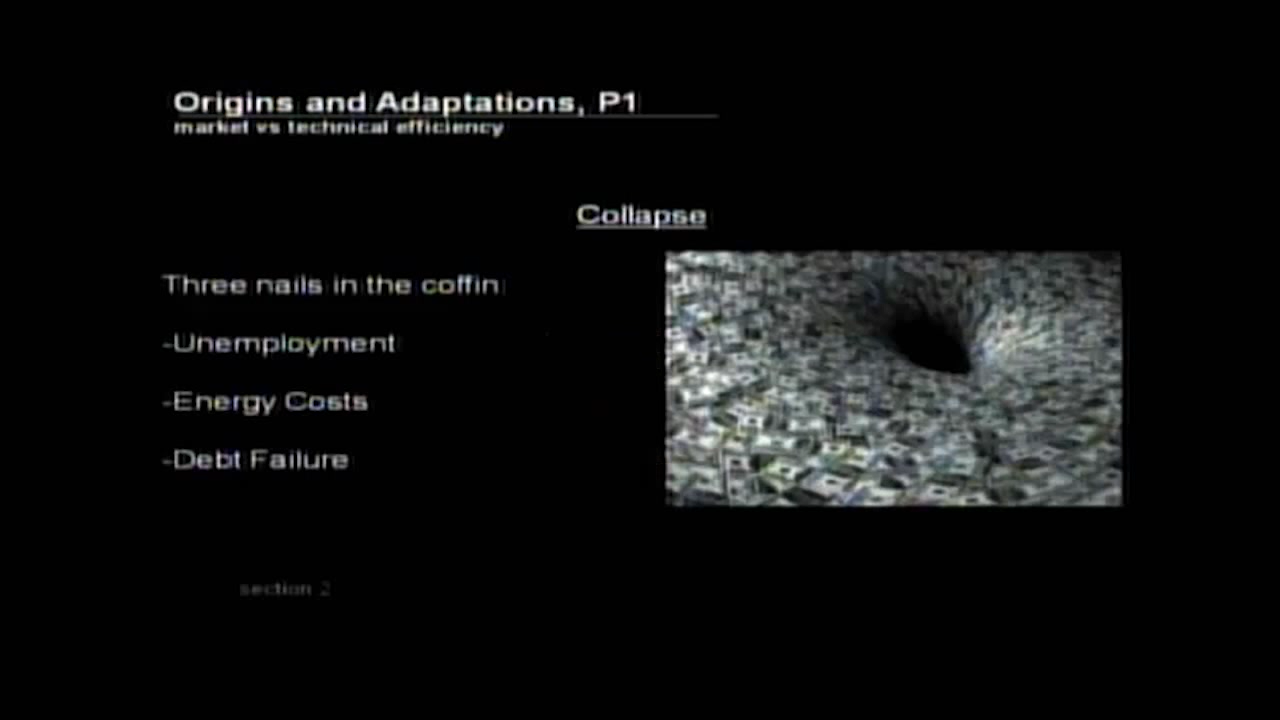 Origins and Adaptations, P1
market vs technical efficiency
Collapse
Three nails in the coffin:
-Unemployment
-Energy Costs
-Debt Failure
section 2